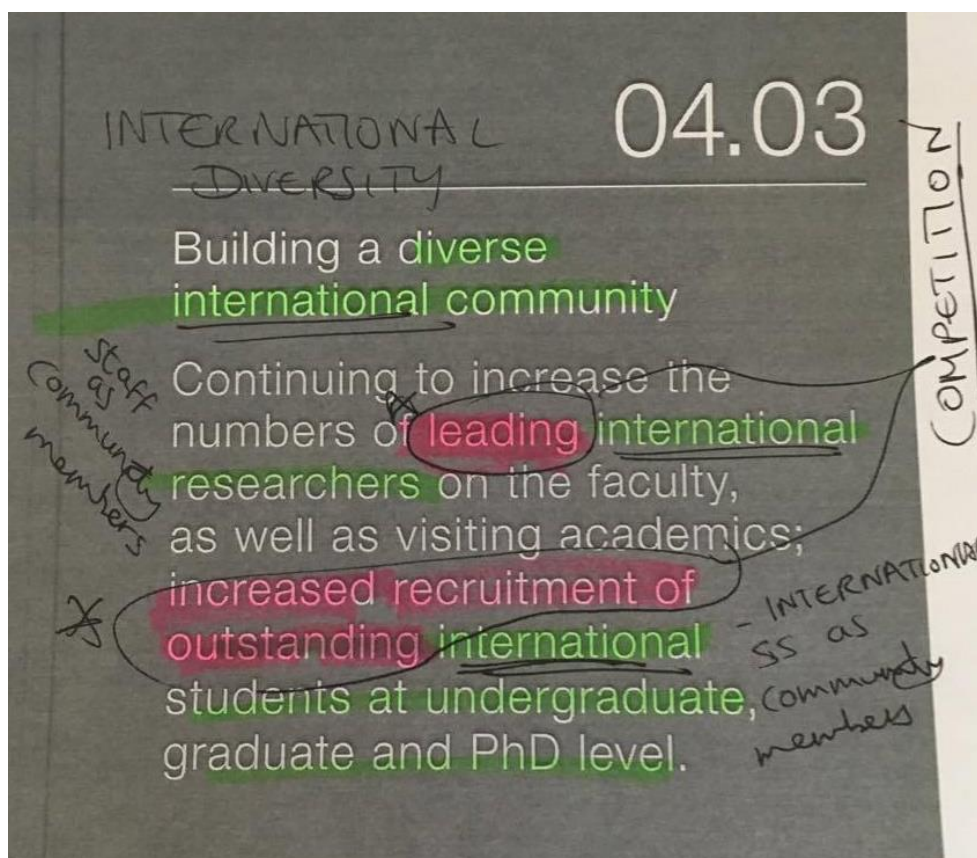 04.03
INTERNATIONAL
DIVERSITY
Building a diverse
international community
Continuing to increase the
numbers of leading international
researchers on the faculty,
as well as visiting academics;
increased recruitment of
outstanding international
students at undergraduate,
graduate and PhD level.
staff
as
community
members
COMPETITION
- INTERNATIONAL
SS as
community
members